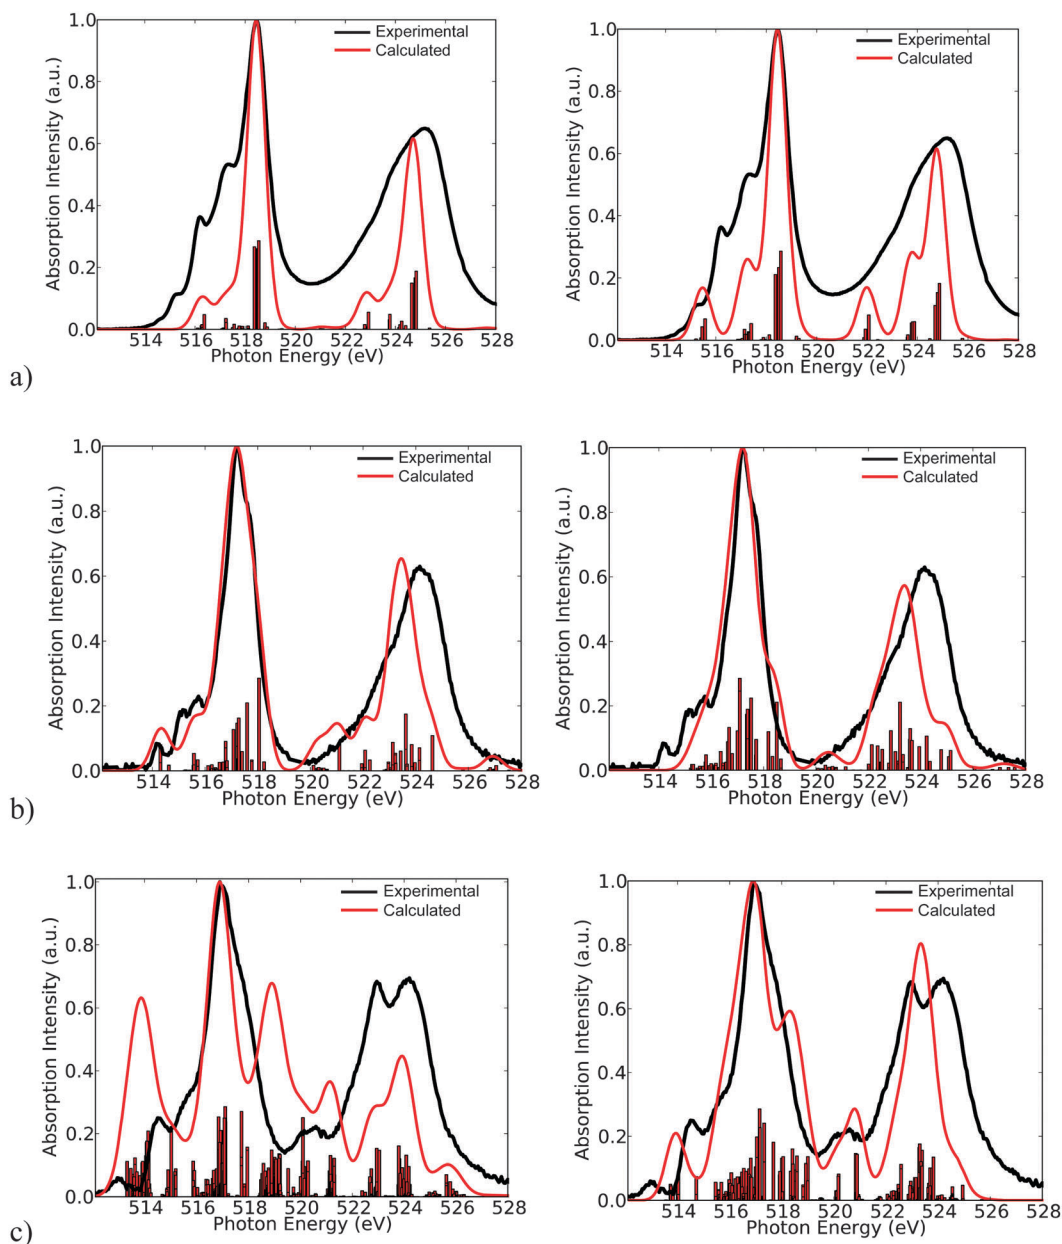 1.0
0.8
0.6
0.4
0.2
0.0
Absorption Intensity (a.u.)
Experimental
Calculated
514 516 518 520 522 524 526 528
Photon Energy (eV)
1.0
0.8
0.6
0.4
0.2
0.0
Absorption Intensity (a.u.)
Experimental
Calculated
514 516 518 520 522 524 526 528
Photon Energy (eV)
a)
1.0
0.8
0.6
0.4
0.2
0.0
Absorption Intensity (a.u.)
Experimental
Calculated
514 516 518 520 522 524 526 528
Photon Energy (eV)
1.0
0.8
0.6
0.4
0.2
0.0
Absorption Intensity (a.u.)
Experimental
Calculated
514 516 518 520 522 524 526 528
Photon Energy (eV)
b)
1.0
0.8
0.6
0.4
0.2
0.0
Absorption Intensity (a.u.)
Experimental
Calculated
514 516 518 520 522 524 526 528
Photon Energy (eV)
1.0
0.8
0.6
0.4
0.2
0.0
Absorption Intensity (a.u.)
Experimental
Calculated
514 516 518 520 522 524 526 528
Photon Energy (eV)
c)